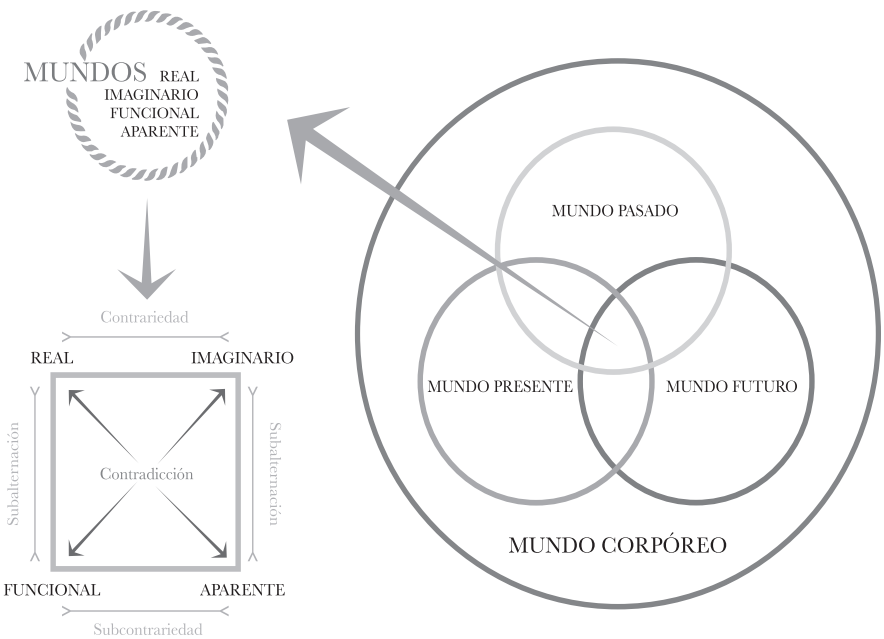 MUNDOS REAL
IMAGINARIO
FUNCIONAL
APARENTE
Contrariedad
REAL
IMAGINARIO
Subalternación
Contradicción
Subalternación
FUNCIONAL
APARENTE
Subcontrariedad
MUNDO PASADO
MUNDO PRESENTE
MUNDO FUTURO
MUNDO CORPÓREO